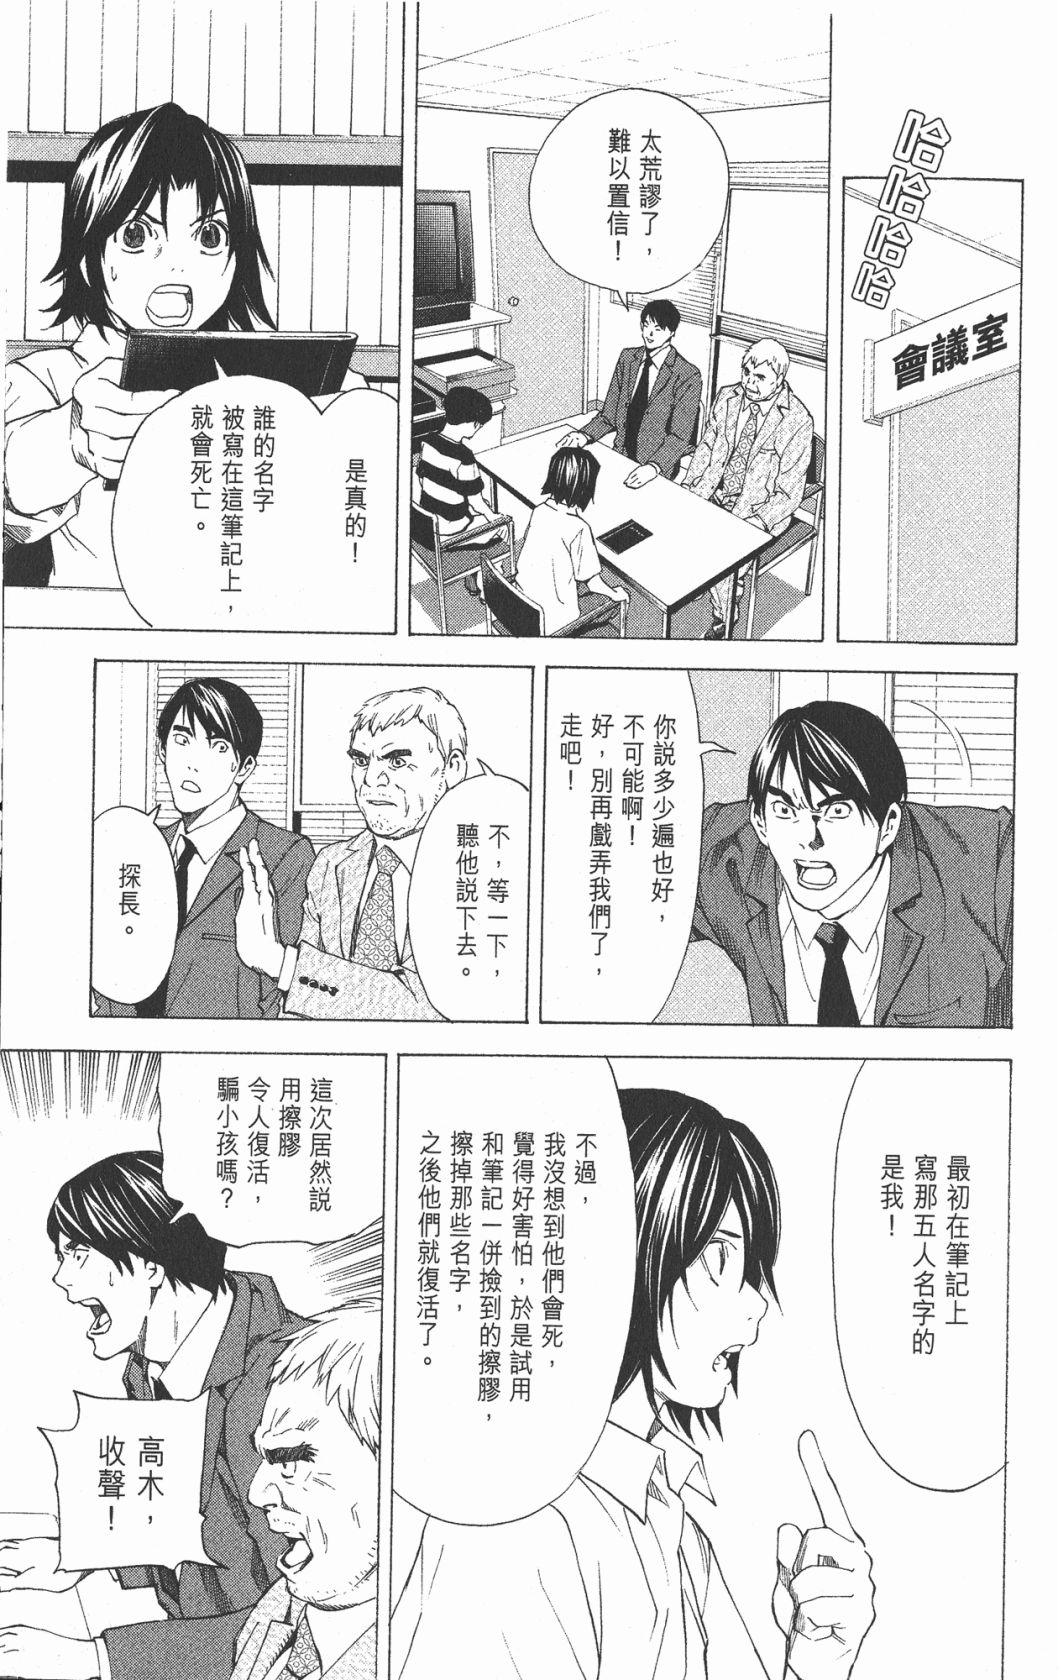 哈哈哈哈
會議室
太荒謬了，
難以置信！
是真的！
誰的名字
被寫在這筆記上，
就會死亡。
你說多少遍也好，
不可能啊！
好，別再戲弄我們了，
走吧！
不，等一下，
聽他說下去。
探長。
最初在筆記上
寫那五人名字的
是我！
不過，
我沒想到他們會死，
覺得好害怕，於是試用
和筆記一併撿到的擦膠，
擦掉那些名字，
之後他們就復活了。
這次居然說
用擦膠
令人復活，
騙小孩嗎？
高木，
收聲！